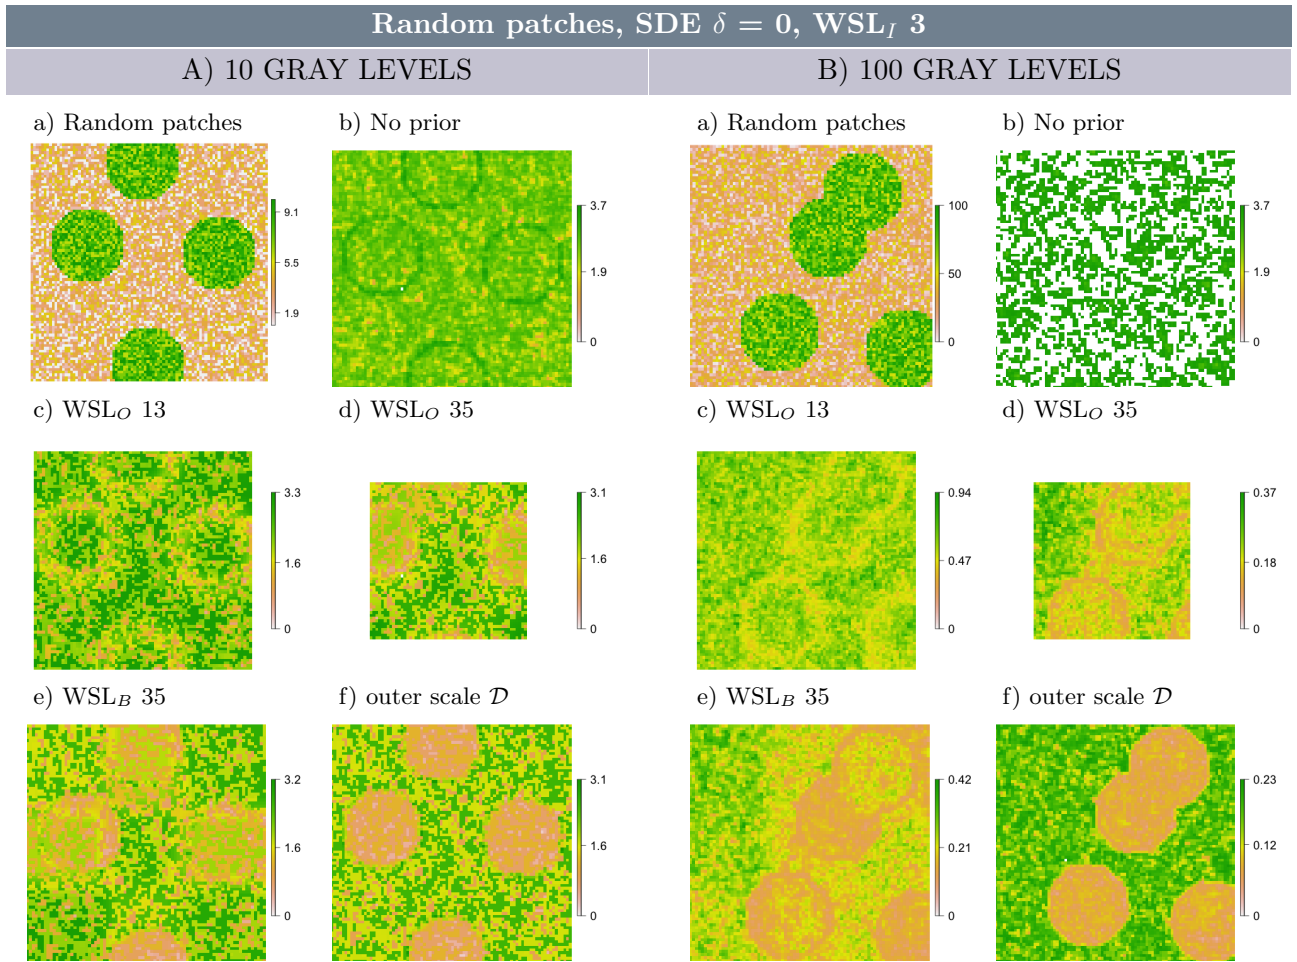 Random patches, SDE δ = 0, WSL_I 3
A) 10 GRAY LEVELS
B) 100 GRAY LEVELS
a) Random patches
b) No prior
a) Random patches
b) No prior
9.1
5.5
1.9
3.7
1.9
0
100
50
0
3.7
1.9
0
c) WSL_O 13
d) WSL_O 35
c) WSL_O 13
d) WSL_O 35
3.3
1.6
0
3.1
1.6
0
0.94
0.47
0
0.37
0.18
0
e) WSL_B 35
f) outer scale 𝒟
e) WSL_B 35
f) outer scale 𝒟
3.2
1.6
0
3.1
1.6
0
0.42
0.21
0
0.23
0.12
0